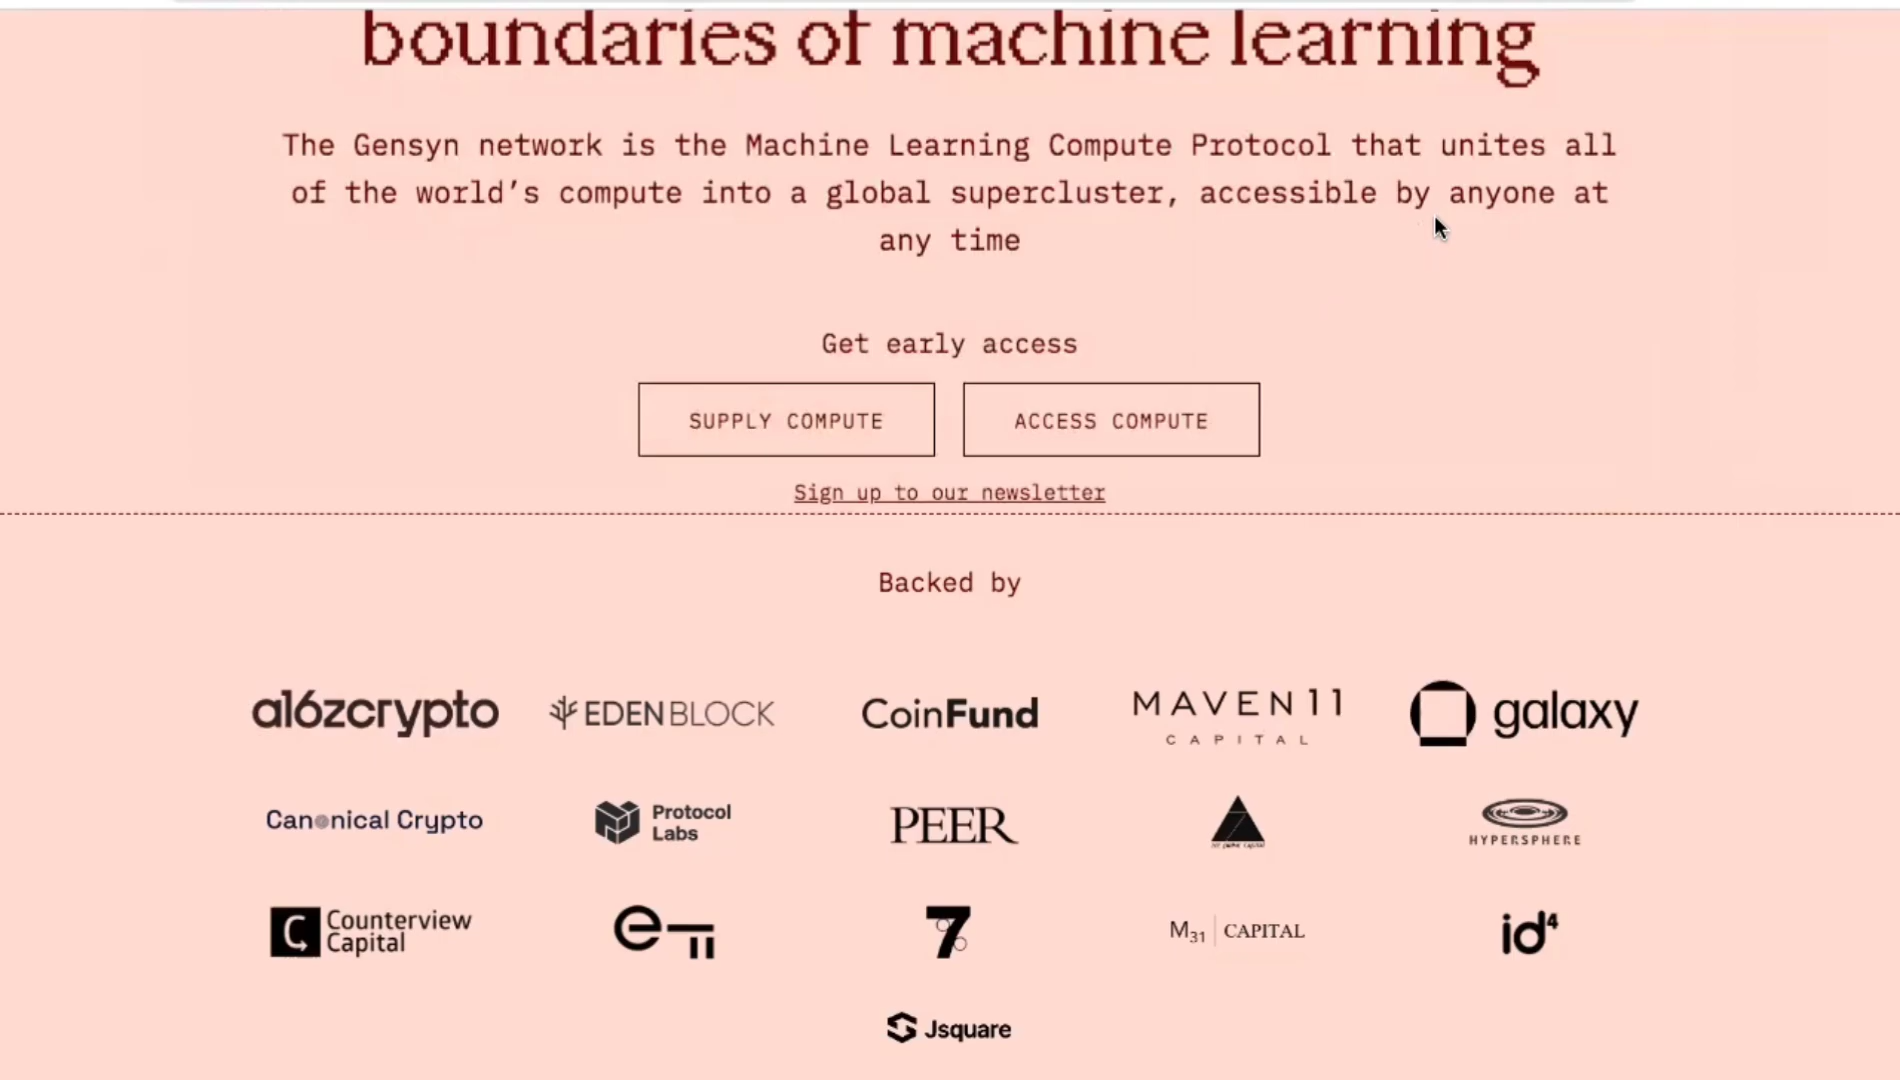 boundaries of machine learning
The Gensyn network is the Machine Learning Compute Protocol that unites all
of the world’s compute into a global supercluster, accessible by anyone at
any time
Get early access
SUPPLY COMPUTE
ACCESS COMPUTE
Sign up to our newsletter
Backed by
a16zcrypto
EDENBLOCK
CoinFund
MAVEN 11
CAPITAL
galaxy
Canonical Crypto
Protocol
Labs
PEER
HYPERSPHERE
Counterview
Capital
7
M31 | CAPITAL
id4
Jsquare